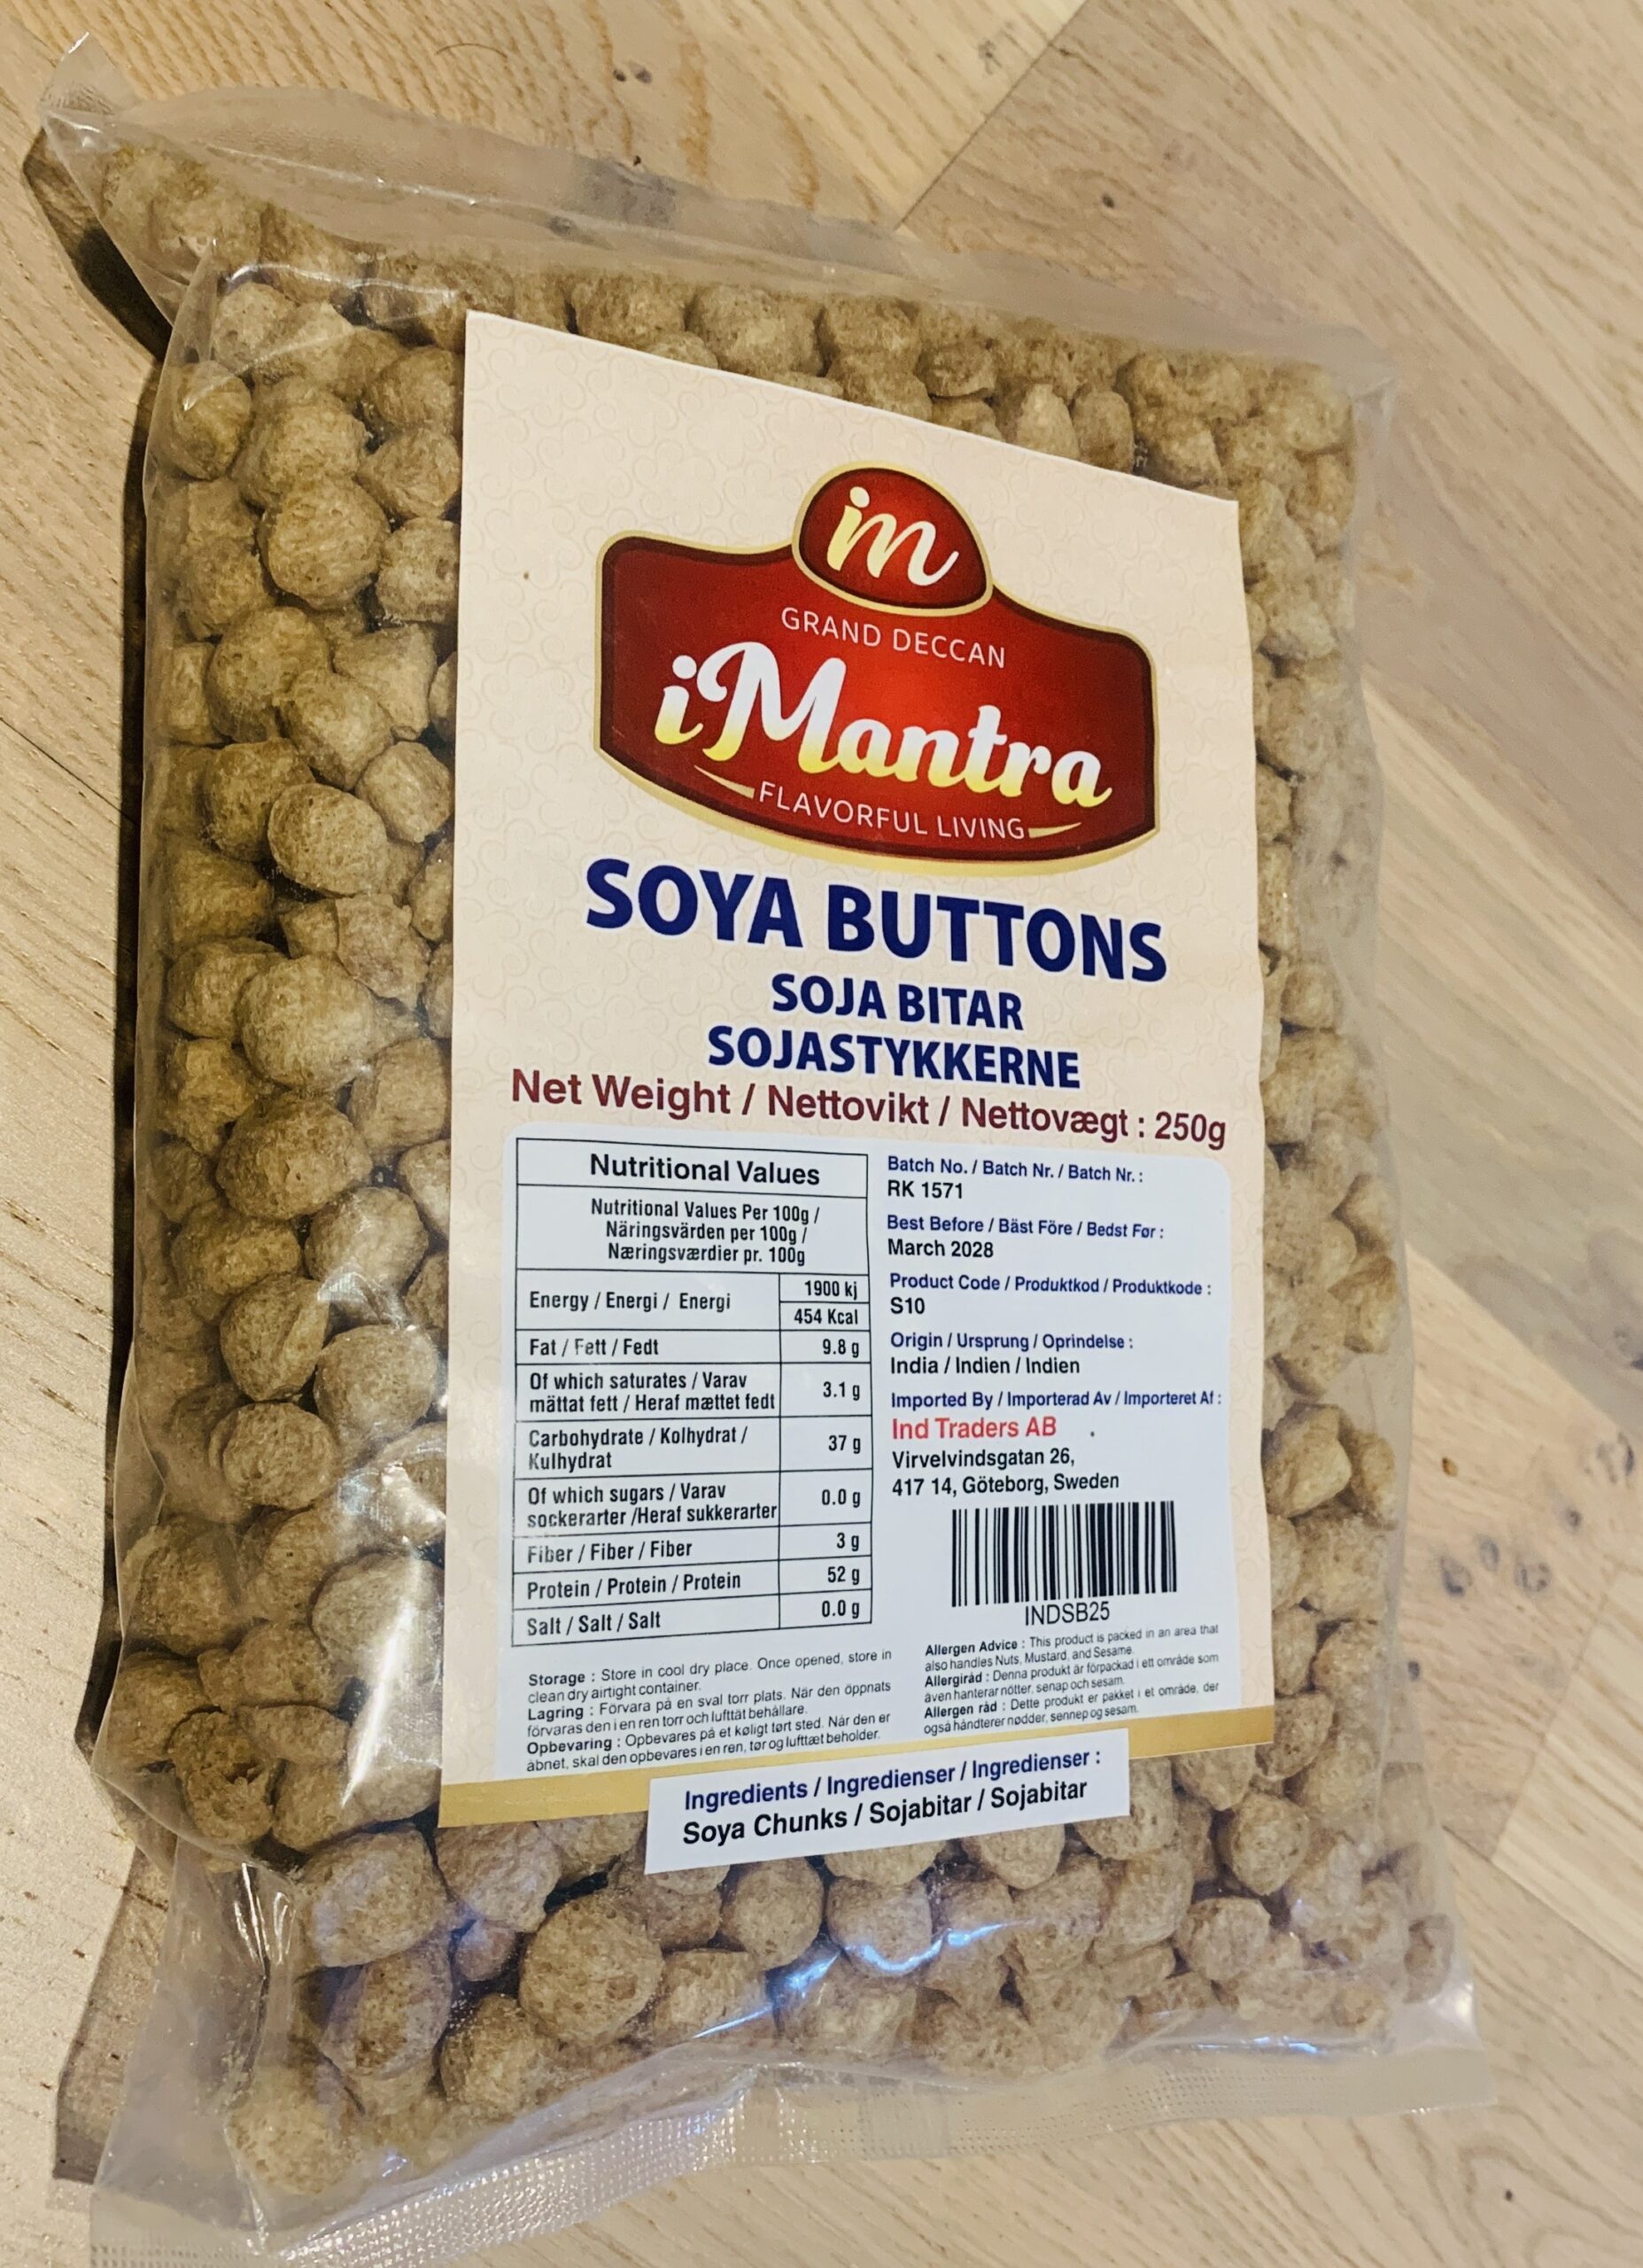 im
GRAND DECCAN
iMantra
FLAVORFUL LIVING
SOYA BUTTONS
SOJA BITAR
SOJASTYKKERNE
Net Weight / Nettovikt / Nettovægt : 250g
Nutritional Values
Nutritional Values Per 100g /
Näringsvärden per 100g /
Næringsværdier pr. 100g
Energy / Energi / Energi
1900 kj
454 Kcal
Fat / Fett / Fedt
9.8 g
Of which saturates / Varav
mättat fett / Heraf mættet fedt
3.1 g
Carbohydrate / Kolhydrat /
Kulhydrat
37 g
Of which sugars / Varav
sockerarter /Heraf sukkerarter
0.0 g
Fiber / Fiber / Fiber
3 g
Protein / Protein / Protein
52 g
Salt / Salt / Salt
0.0 g
Batch No. / Batch Nr. / Batch Nr. :
RK 1571
Best Before / Bäst Före / Bedst Før :
March 2028
Product Code / Produktkod / Produktkode :
S10
Origin / Ursprung / Oprindelse :
India / Indien / Indien
Imported By / Importerad Av / Importeret Af :
Ind Traders AB
Virvelvindsgatan 26,
417 14, Göteborg, Sweden
INDSB25
Storage : Store in cool dry place. Once opened, store in
clean dry airtight container.
Lagring : Förvara på en sval torr plats. När den öppnats
förvaras den i en ren torr och lufttät behållare.
Opbevaring : Opbevares på et køligt tørt sted. Når den er
åbnet, skal den opbevares i en ren, tør og lufttæt beholder.
Allergen Advice : This product is packed in an area that
also handles Nuts, Mustard, and Sesame.
Allergiråd : Denna produkt är förpackad i ett område som
även hanterar nötter, senap och sesam.
Allergen råd : Dette produkt er pakket i et område, der
også håndterer nødder, sennep og sesam.
Ingredients / Ingredienser / Ingredienser :
Soya Chunks / Sojabitar / Sojabitar